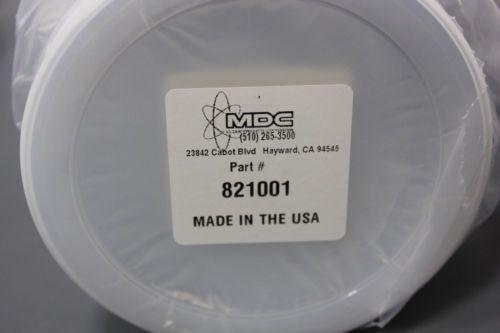 MDC
(510) 265-3500
23842 Cabot Blvd Hayward, CA 94545
Part #
821001
MADE IN THE USA